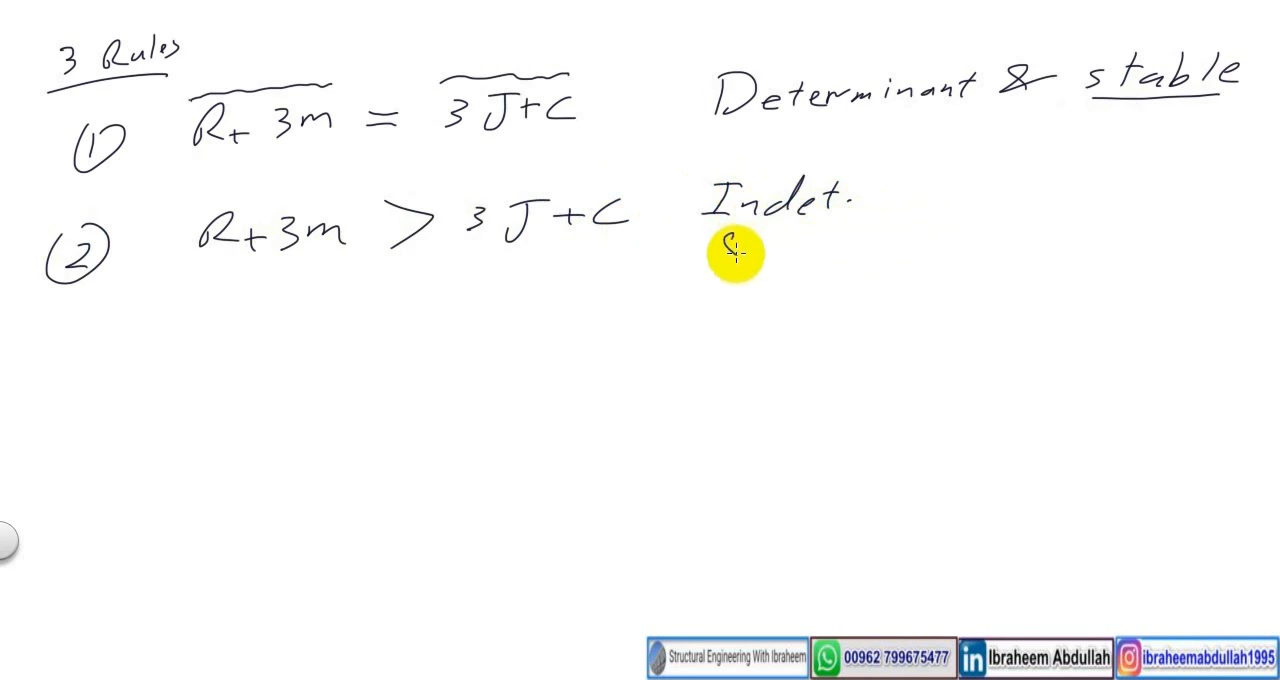 3 Rules
① R+ 3m = 3J+C Determinant & stable
② R+3m > 3J+C Indet.
Structural Engineering With Ibraheem 00962 799675477 in Ibraheem Abdullah ibraheemabdullah1995